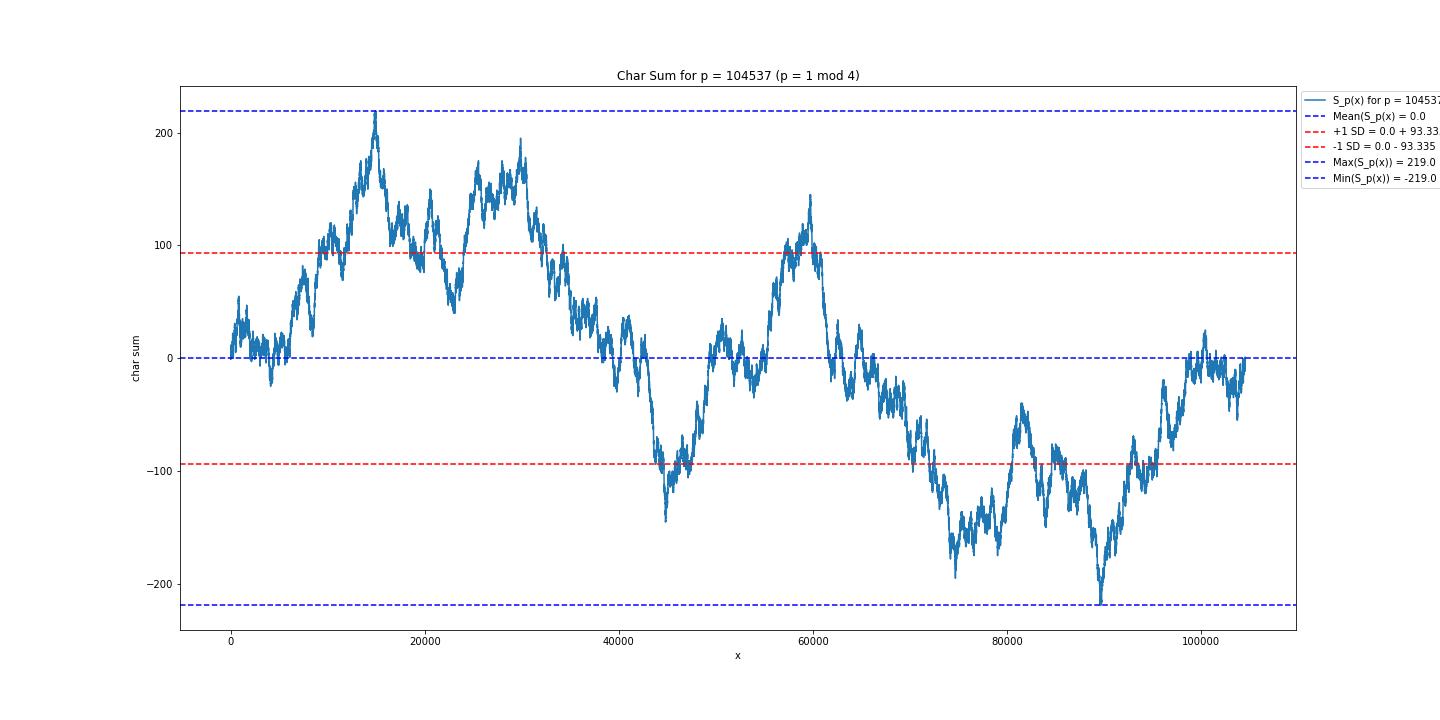 Char Sum for p = 104537 (p = 1 mod 4)
S_p(x) for p = 104537
Mean(S_p(x) = 0.0
+1 SD = 0.0 + 93.33
-1 SD = 0.0 - 93.335
Max(S_p(x)) = 219.0
Min(S_p(x)) = -219.0
char sum
200
100
0
−100
−200
0 20000 40000 60000 80000 100000
x